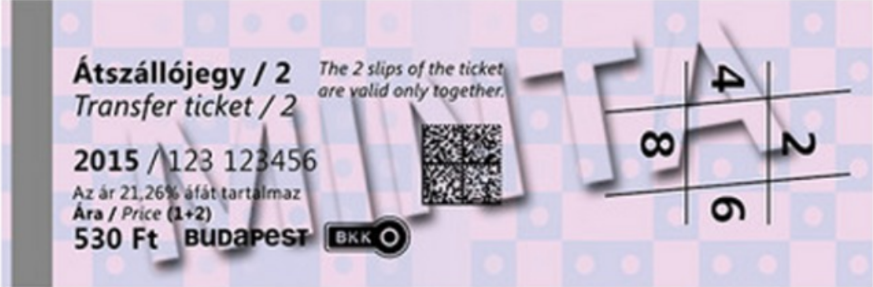 Átszállójegy / 2
Transfer ticket / 2
The 2 slips of the ticket
are valid only together.
2015 / 123 123456
Az ár 21,26% áfát tartalmaz
Ára / Price (1+2)
530 Ft BUDAPEST BKK
MINTA
4
8 2
6